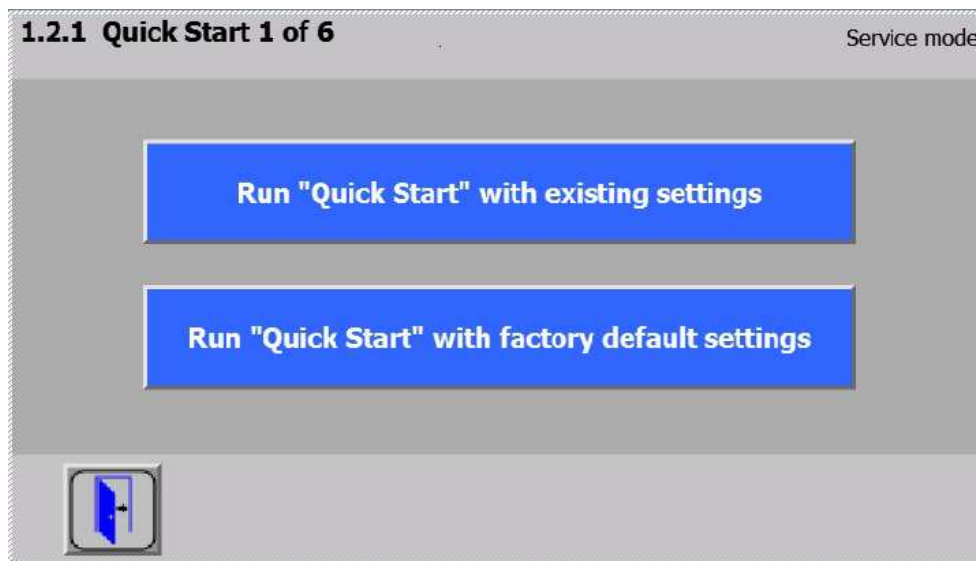 1.2.1 Quick Start 1 of 6
Service mode
Run "Quick Start" with existing settings
Run "Quick Start" with factory default settings